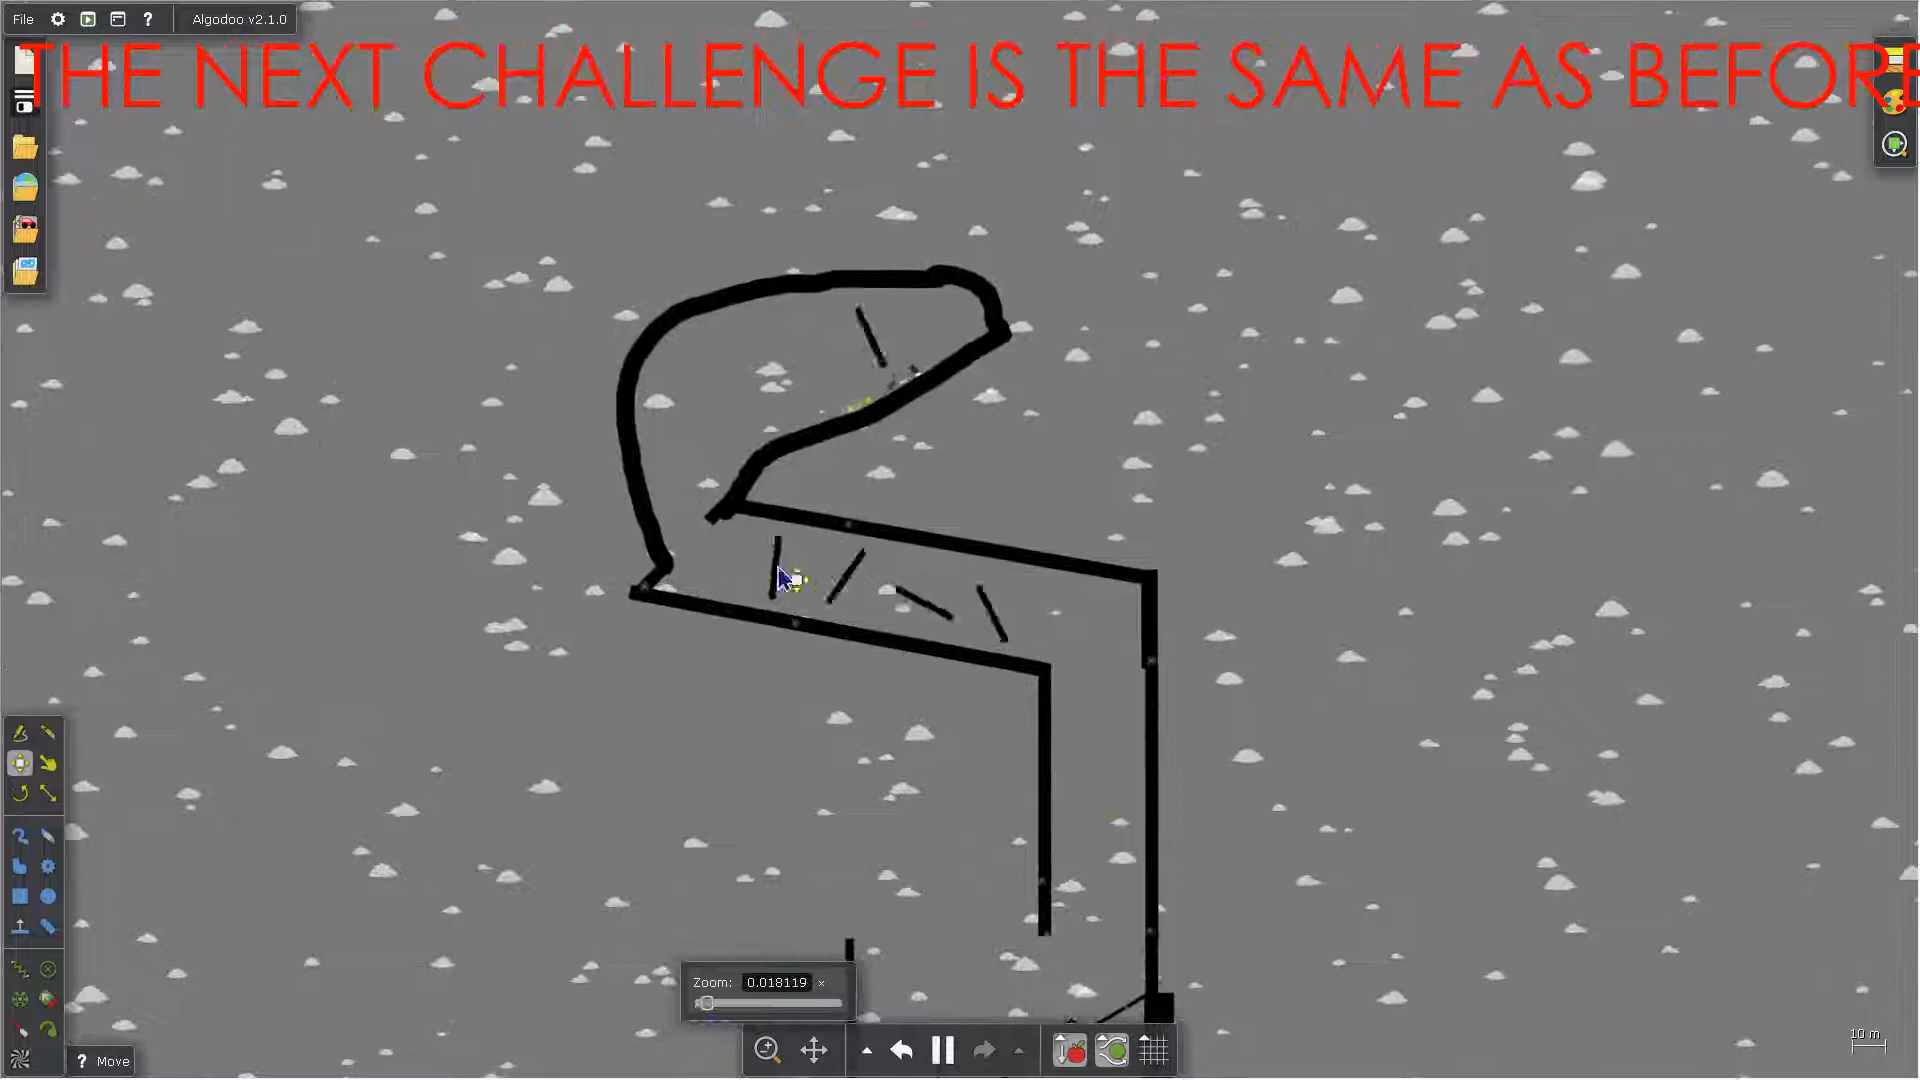 File ? Algodoo v2.1.0
THE NEXT CHALLENGE IS THE SAME AS BEFORE
Zoom: 0.018119 ×
? Move
10 m